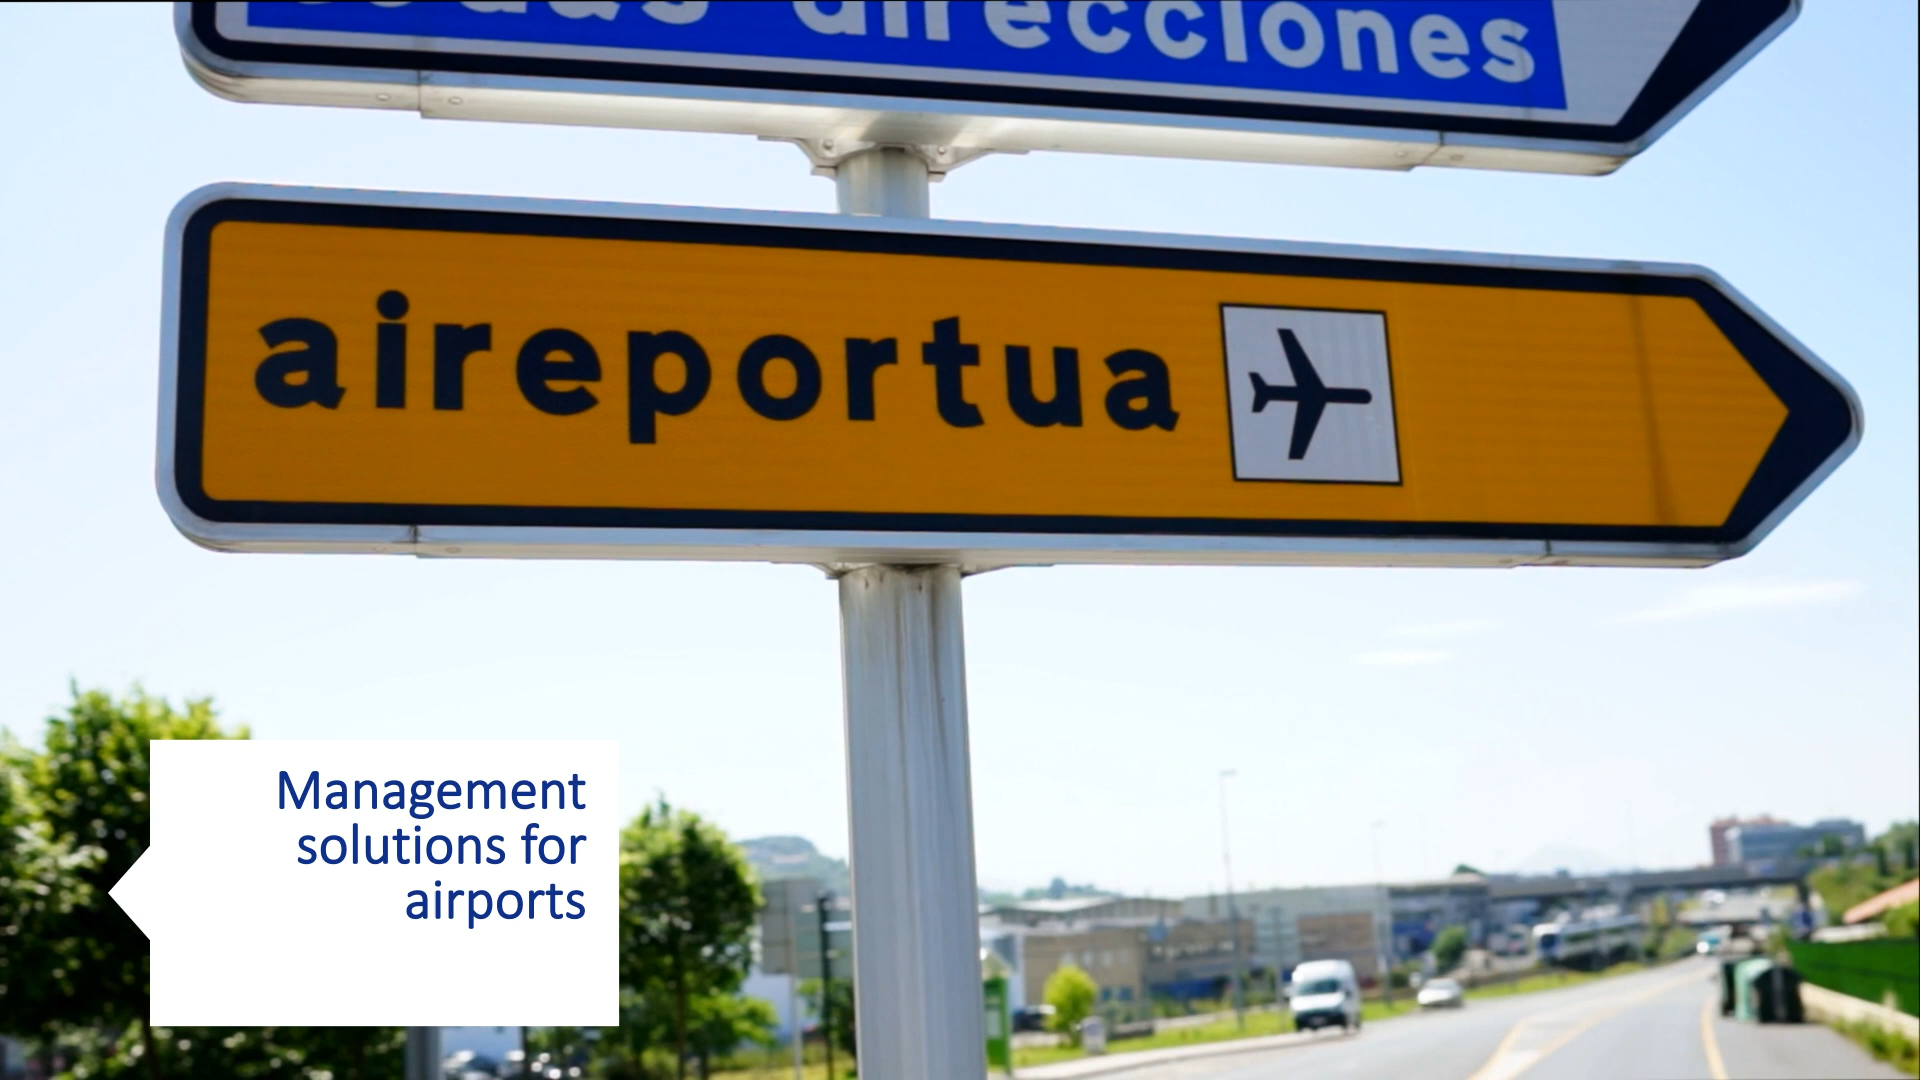 direcciones
aireportua
Management
solutions for
airports